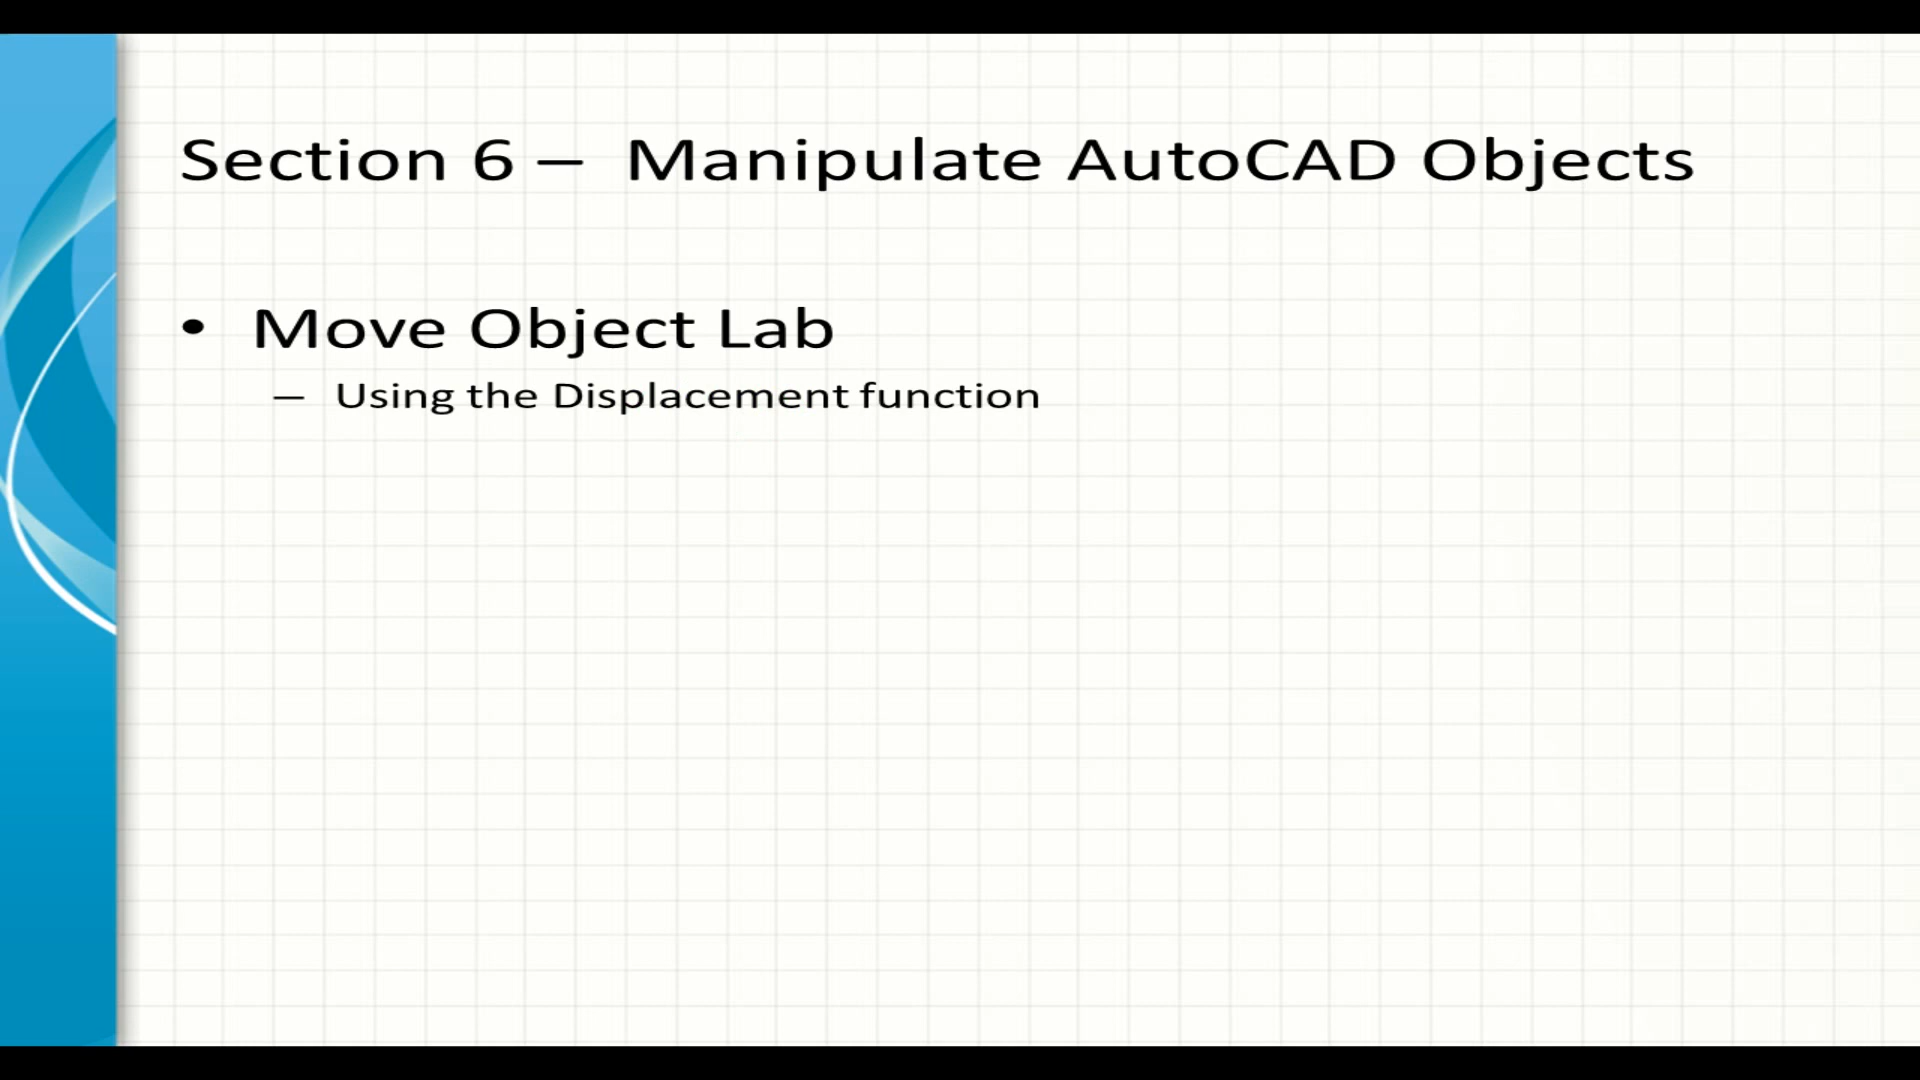 Section 6 – Manipulate AutoCAD Objects
• Move Object Lab
– Using the Displacement function